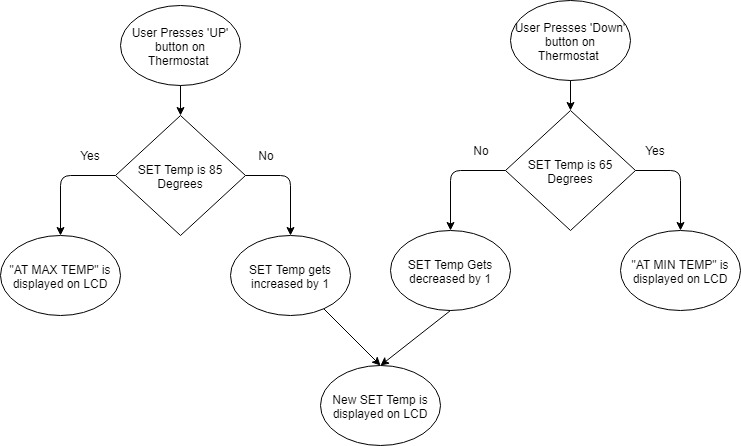 User Presses 'UP'
button on
Thermostat
User Presses 'Down'
button on
Thermostat
Yes
No
No
Yes
SET Temp is 85
Degrees
SET Temp is 65
Degrees
"AT MAX TEMP" is
displayed on LCD
SET Temp gets
increased by 1
SET Temp Gets
decreased by 1
"AT MIN TEMP" is
displayed on LCD
New SET Temp is
displayed on LCD